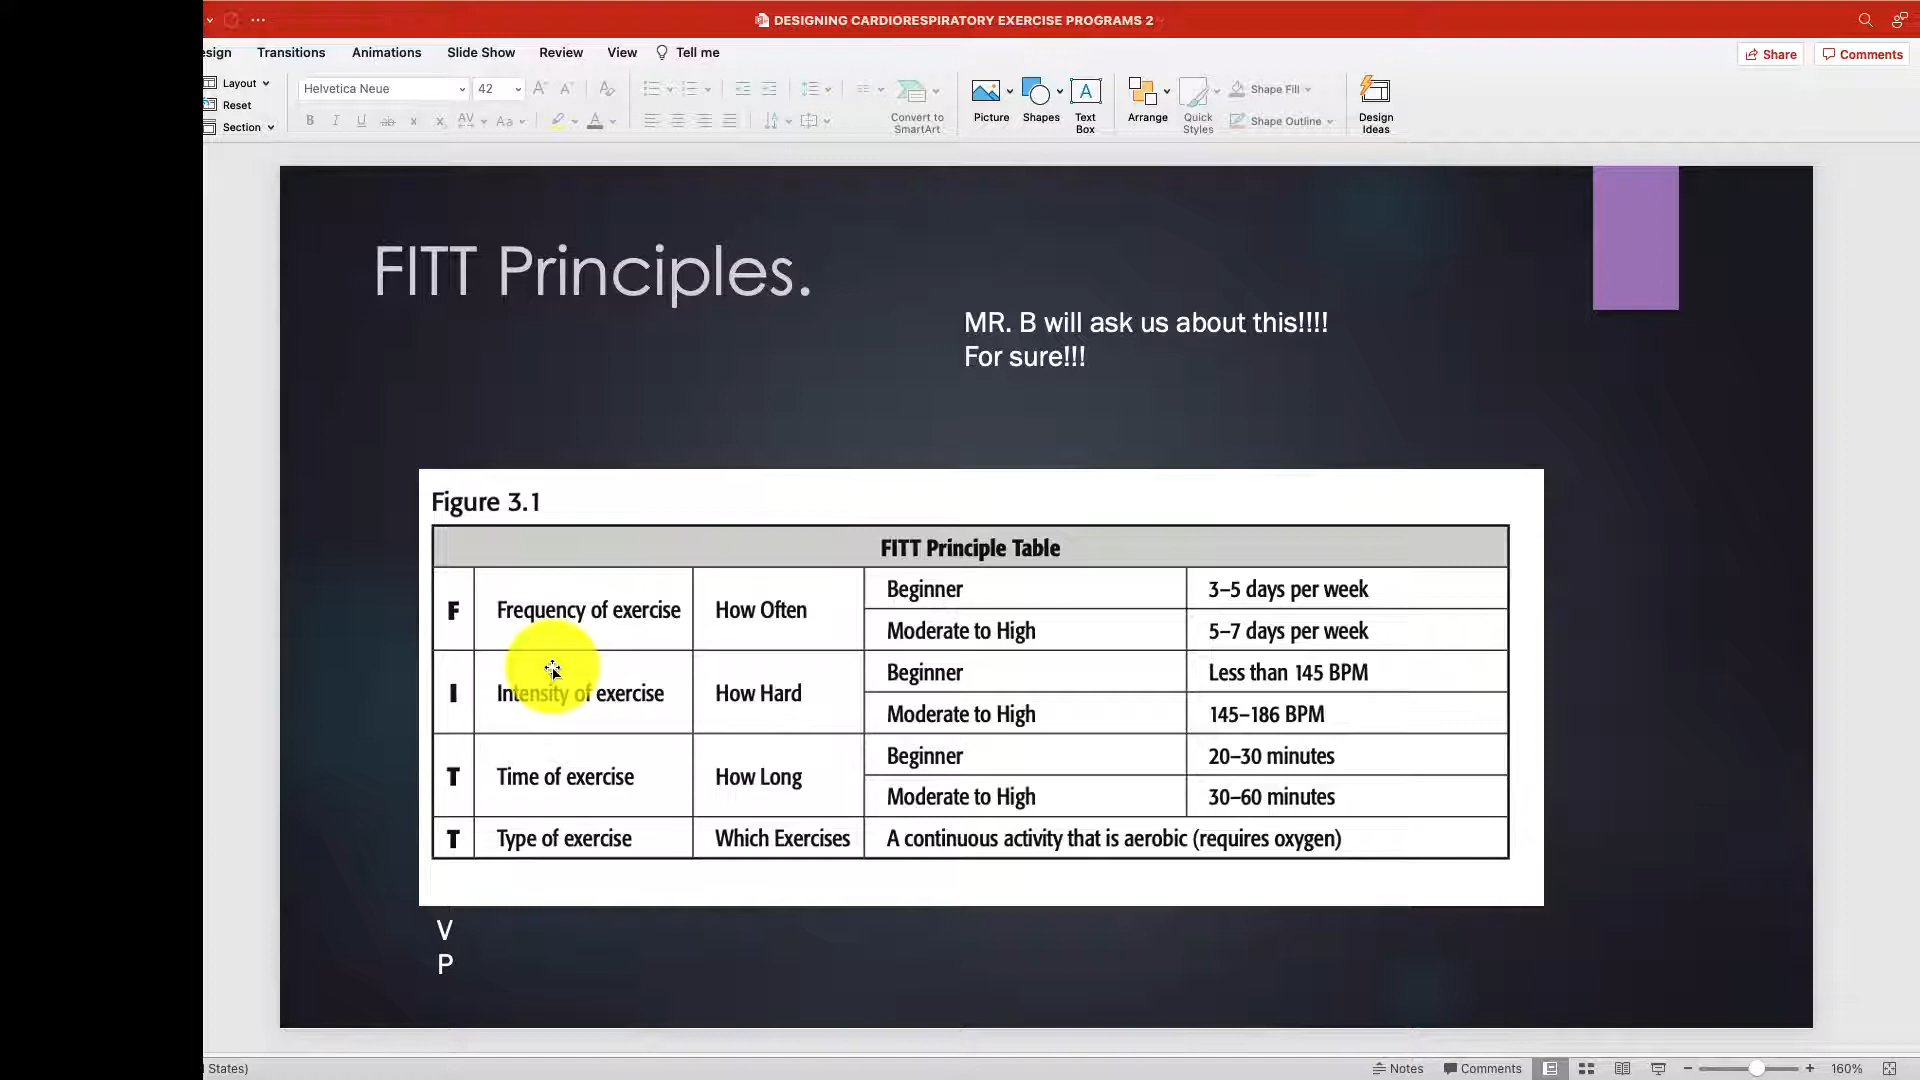 DESIGNING CARDIORESPIRATORY EXERCISE PROGRAMS 2
esign Transitions Animations Slide Show Review View Tell me Share Comments
Layout
Reset
Section
Helvetica Neue 42
Convert to SmartArt
Picture
Shapes
Text Box
Arrange
Quick Styles
Shape Fill
Shape Outline
Design Ideas
FITT Principles.
MR. B will ask us about this!!!!
For sure!!!
Figure 3.1
FITT Principle Table
F Frequency of exercise How Often Beginner 3–5 days per week
Moderate to High 5–7 days per week
I Intensity of exercise How Hard Beginner Less than 145 BPM
Moderate to High 145–186 BPM
T Time of exercise How Long Beginner 20–30 minutes
Moderate to High 30–60 minutes
T Type of exercise Which Exercises A continuous activity that is aerobic (requires oxygen)
V
P
States) Notes Comments 160%